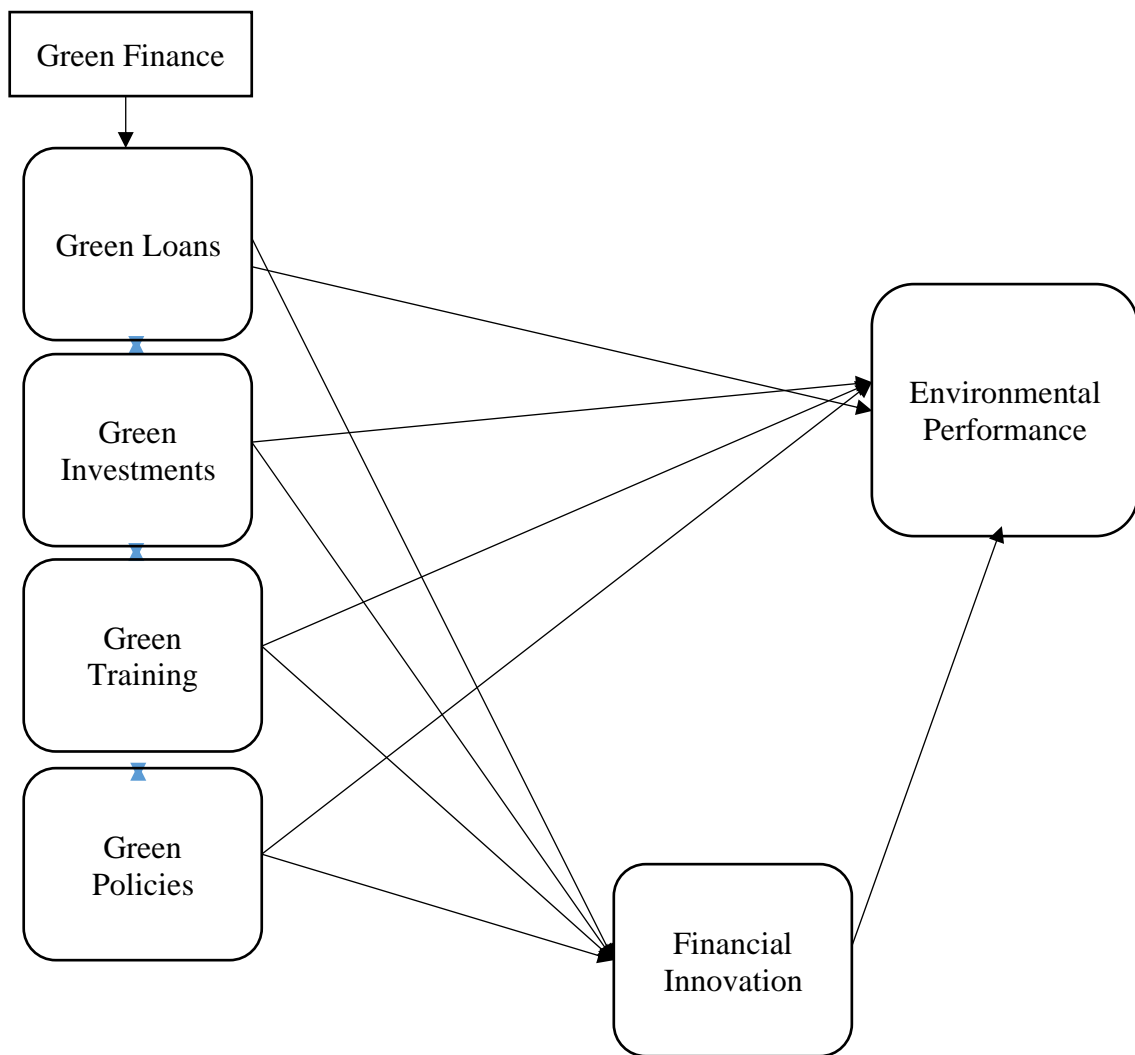 Green Finance
Green Loans
Green
Investments
Environmental
Performance
Green
Training
Green
Policies
Financial
Innovation